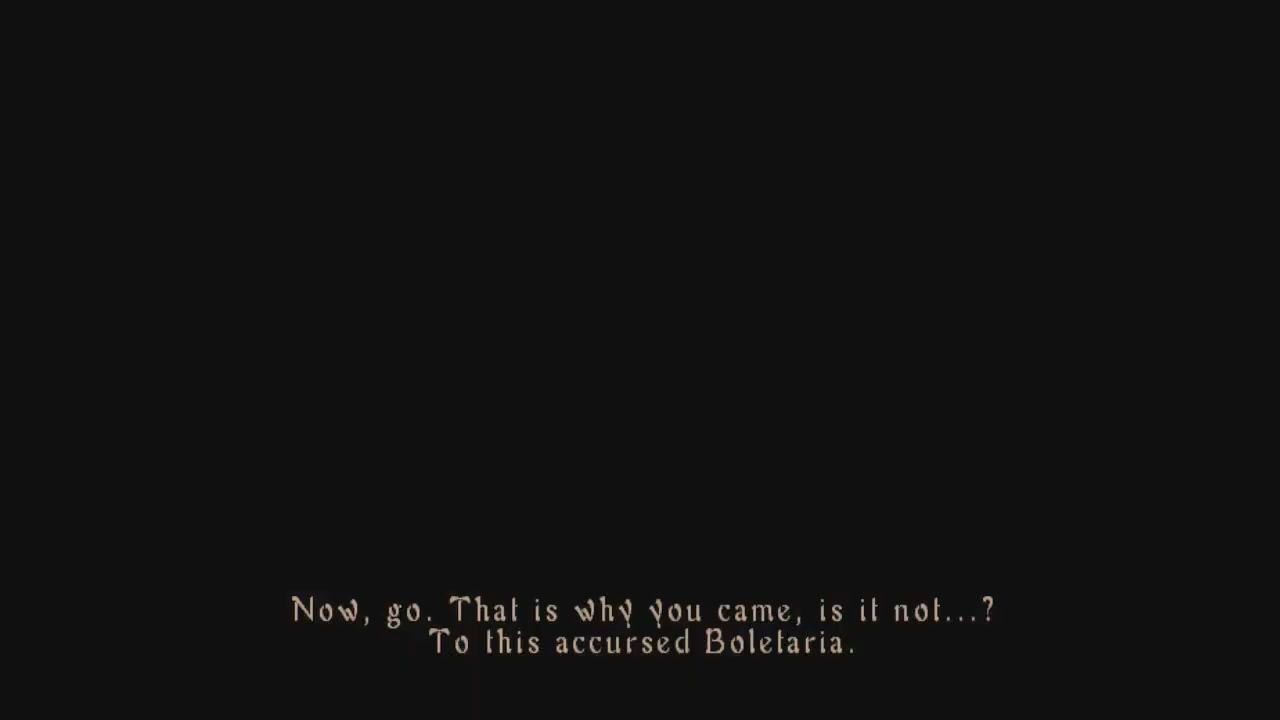 Now, go. That is why you came, is it not...?
To this accursed Boletaria.